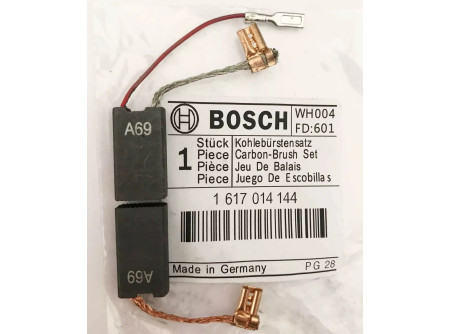 A69
BOSCH
WH004
FD:601
1
Stück Kohlebürstensatz
Piece Carbon-Brush Set
Pièce Jeu De Balais
Pieza Juego De Escobillas
1 617 014 144
Made in Germany PG 28
A69